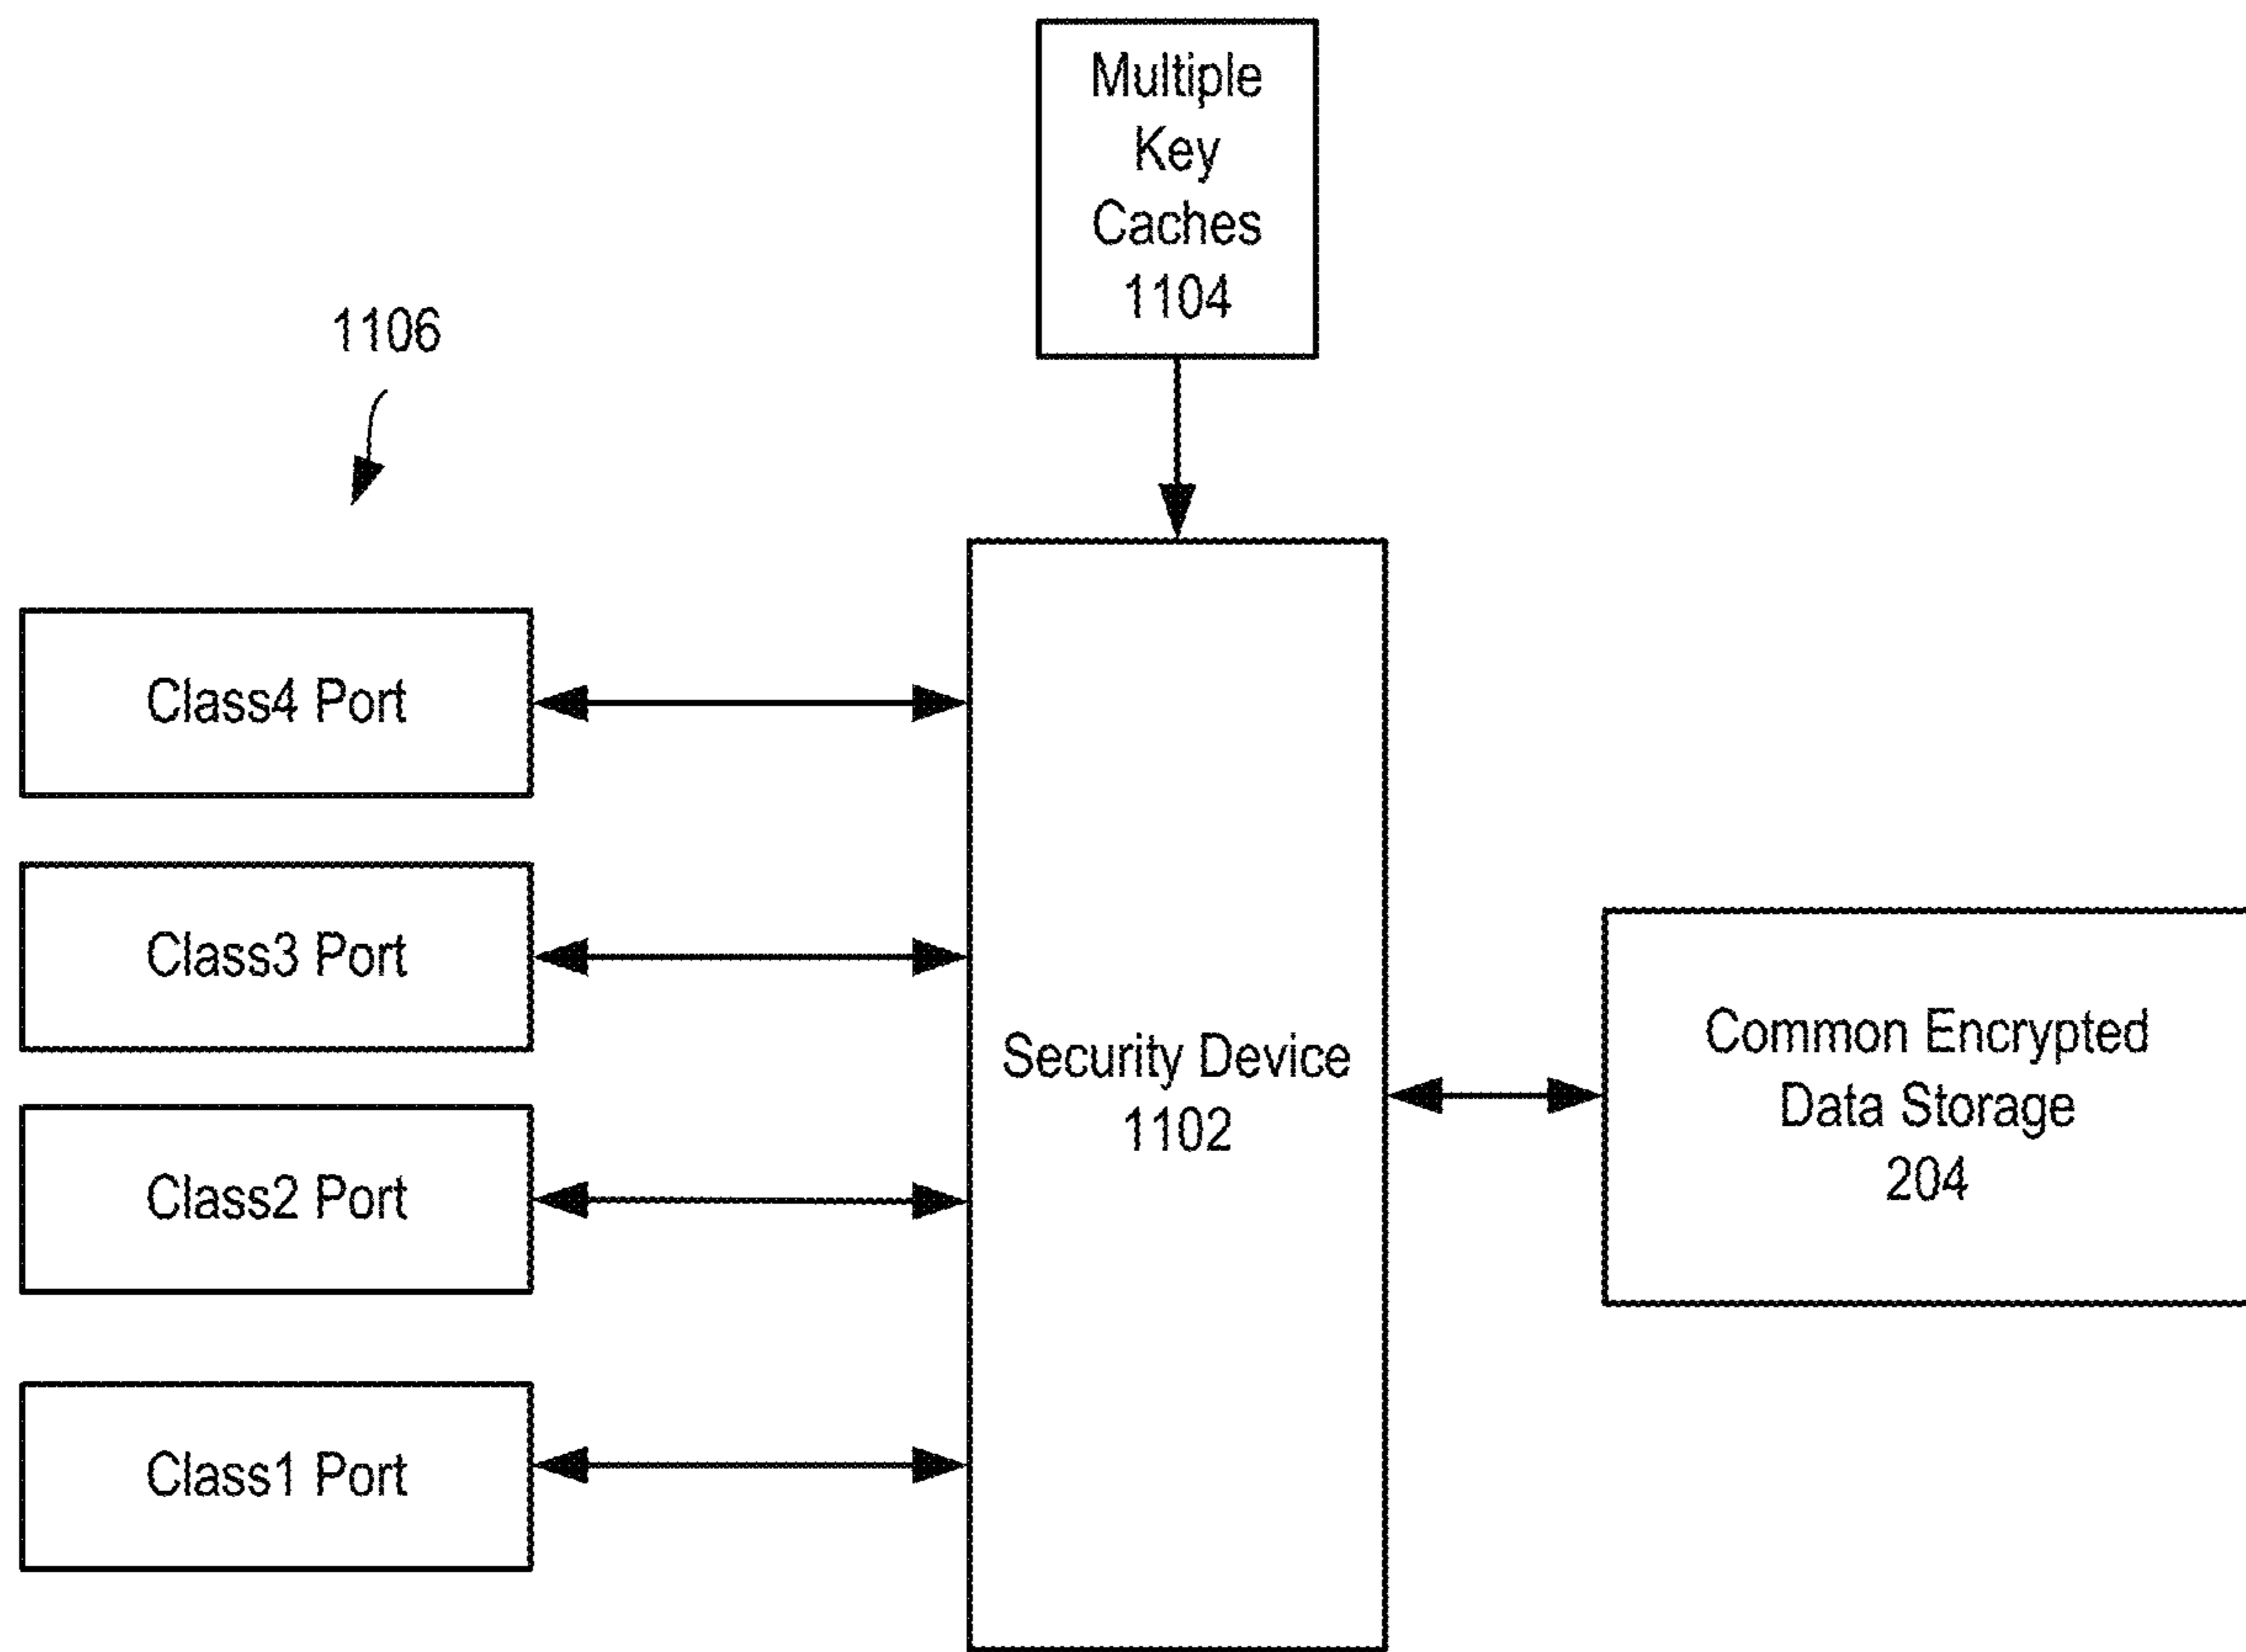 Multiple
Key
Caches
1104
1106
Class4 Port
Class3 Port
Class2 Port
Class1 Port
Security Device
1102
Common Encrypted
Data Storage
204